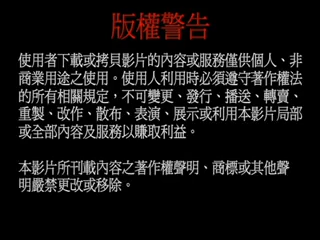 版權警告
使用者下載或拷貝影片的內容或服務僅供個人、非
商業用途之使用。使用人利用時必須遵守著作權法
的所有相關規定，不可變更、發行、播送、轉賣、
重製、改作、散布、表演、展示或利用本影片局部
或全部內容及服務以賺取利益。
本影片所刊載內容之著作權聲明、商標或其他聲
明嚴禁更改或移除。